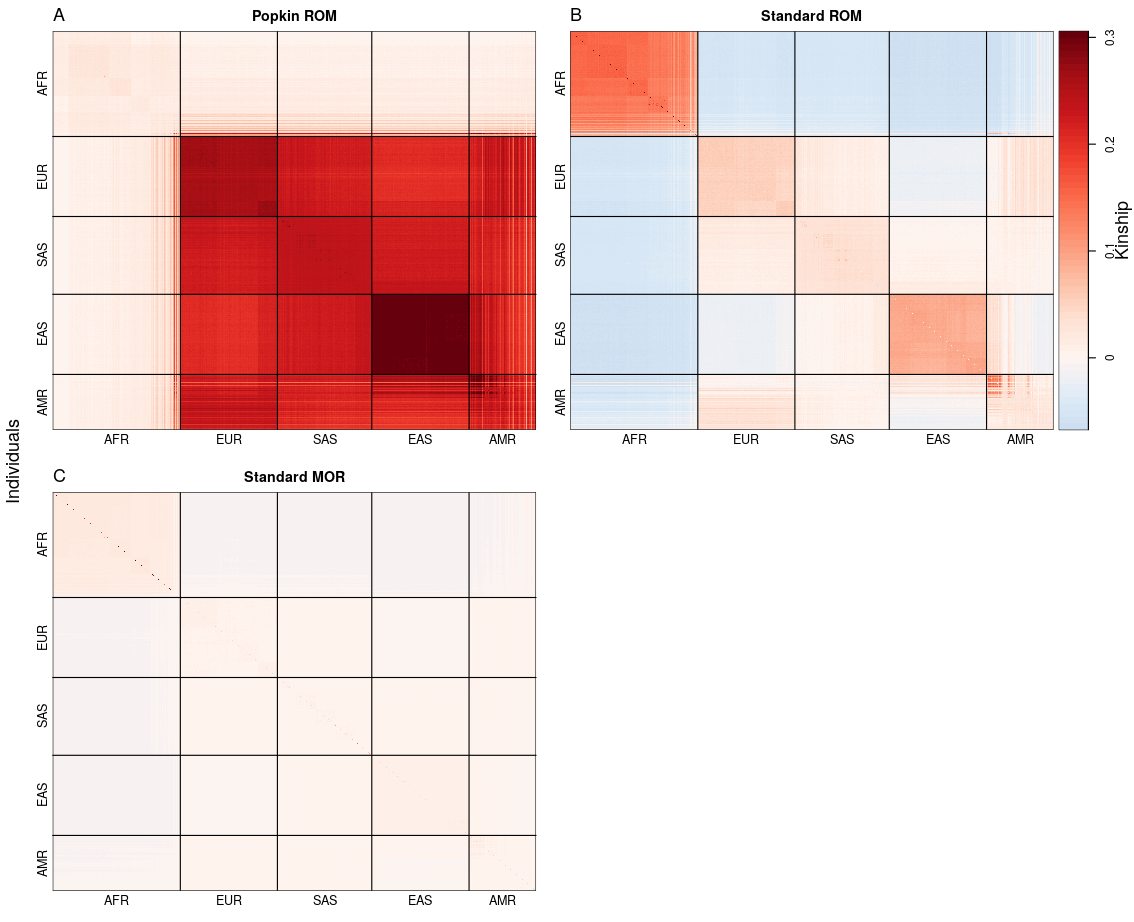 A
Popkin ROM
AFR
EUR
SAS
EAS
AMR
AFR EUR SAS EAS AMR
B
Standard ROM
AFR
EUR
SAS
EAS
AMR
AFR EUR SAS EAS AMR
0.3
0.2
0.1
0
Kinship
Individuals
C
Standard MOR
AFR
EUR
SAS
EAS
AMR
AFR EUR SAS EAS AMR